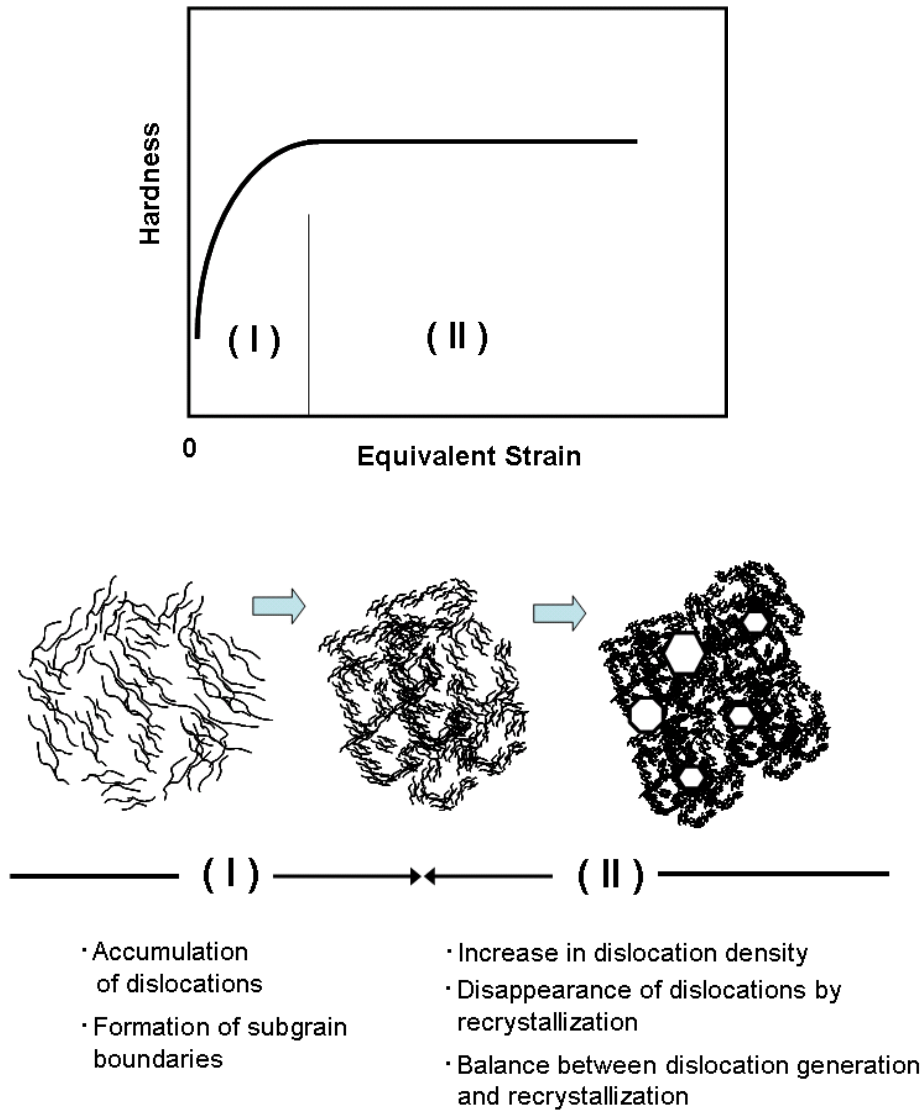 Hardness
( I )
( II )
0
Equivalent Strain
( I )
( II )
· Accumulation
of dislocations
· Formation of subgrain
boundaries
· Increase in dislocation density
· Disappearance of dislocations by
recrystallization
· Balance between dislocation generation
and recrystallization